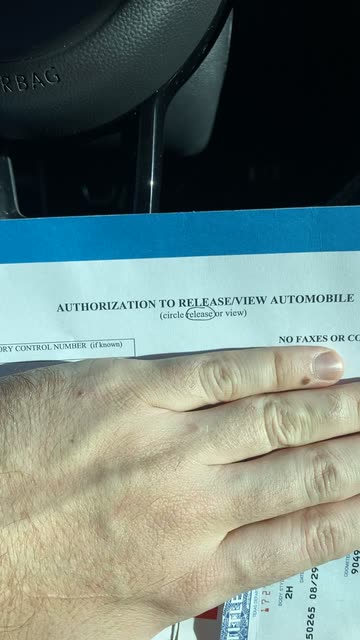 RBAG
AUTHORIZATION TO RELEASE/VIEW AUTOMOBILE
(circle release or view)
ORY CONTROL NUMBER (if known)
NO FAXES OR CO
2H
50265 08/29
9049